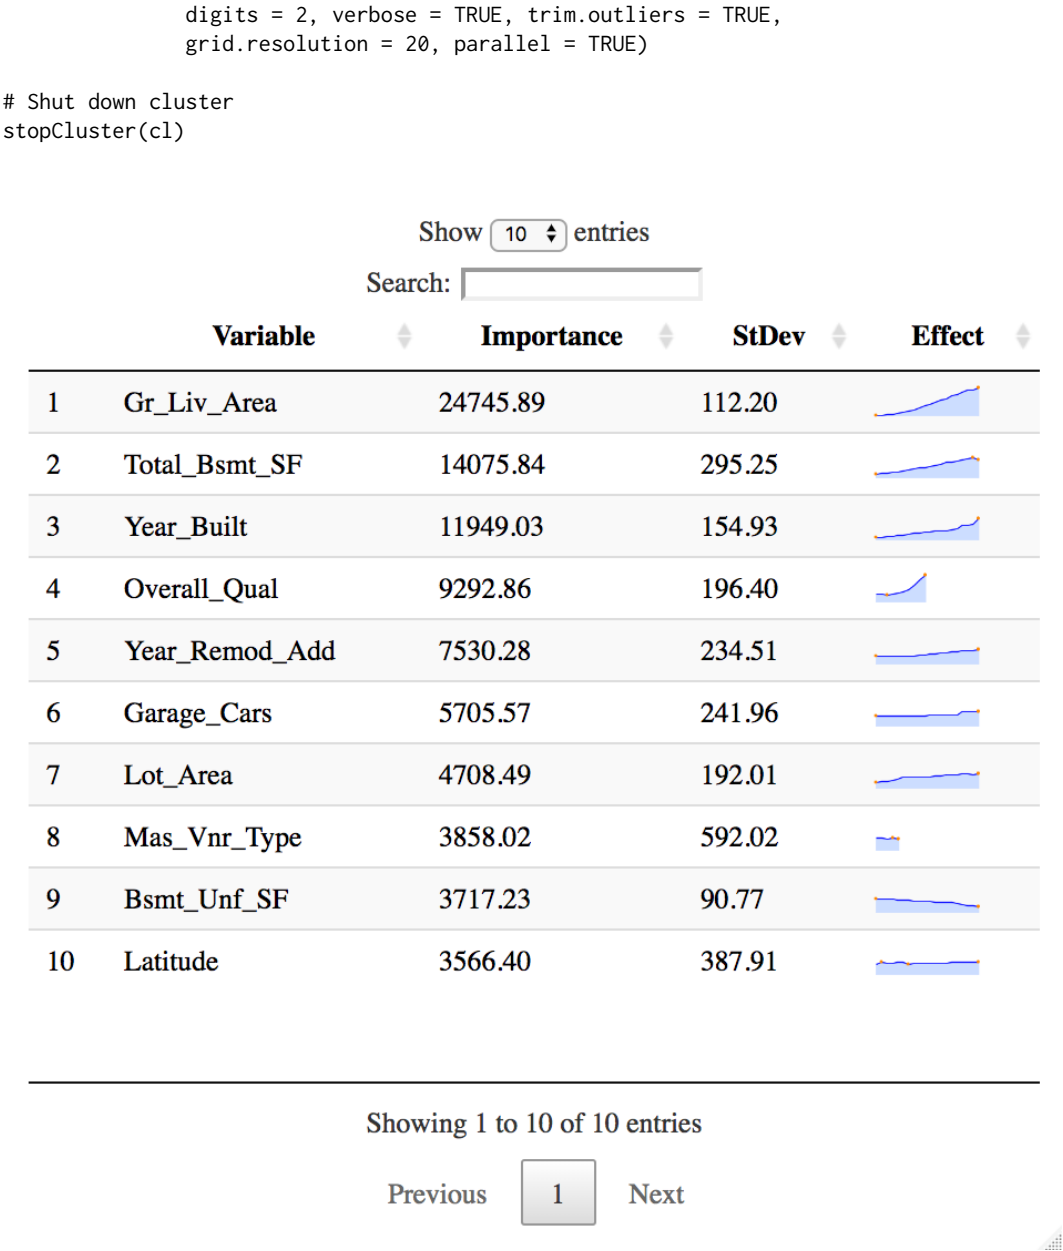 digits = 2, verbose = TRUE, trim.outliers = TRUE,
grid.resolution = 20, parallel = TRUE)
# Shut down cluster
stopCluster(cl)
Show 10 entries
Search:
Variable Importance StDev Effect
1 Gr_Liv_Area 24745.89 112.20
2 Total_Bsmt_SF 14075.84 295.25
3 Year_Built 11949.03 154.93
4 Overall_Qual 9292.86 196.40
5 Year_Remod_Add 7530.28 234.51
6 Garage_Cars 5705.57 241.96
7 Lot_Area 4708.49 192.01
8 Mas_Vnr_Type 3858.02 592.02
9 Bsmt_Unf_SF 3717.23 90.77
10 Latitude 3566.40 387.91
Showing 1 to 10 of 10 entries
Previous 1 Next